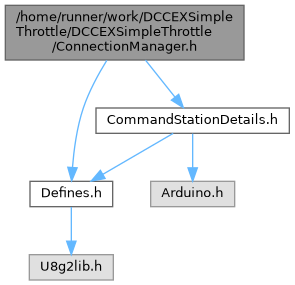 /home/runner/work/DCCEXSimple
Throttle/DCCEXSimpleThrottle
/ConnectionManager.h
CommandStationDetails.h
Defines.h
Arduino.h
U8g2lib.h